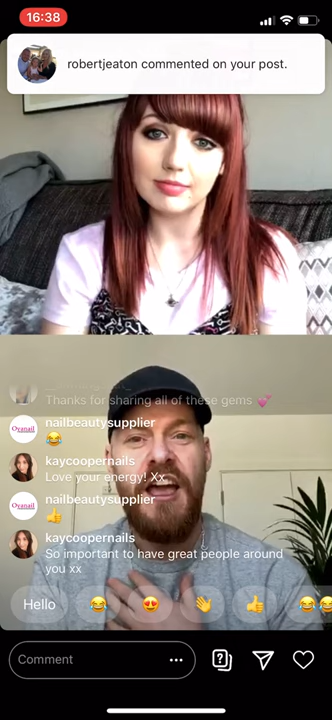 16:38
robertjeaton commented on your post.
Thanks for sharing all of these gems 💕
nailbeautysupplier
😂
kaycoopernails
Love your energy! Xx
nailbeautysupplier
👍
kaycoopernails
So important to have great people around
you xx
Hello 😂 😍 👋 👍 😂
Comment